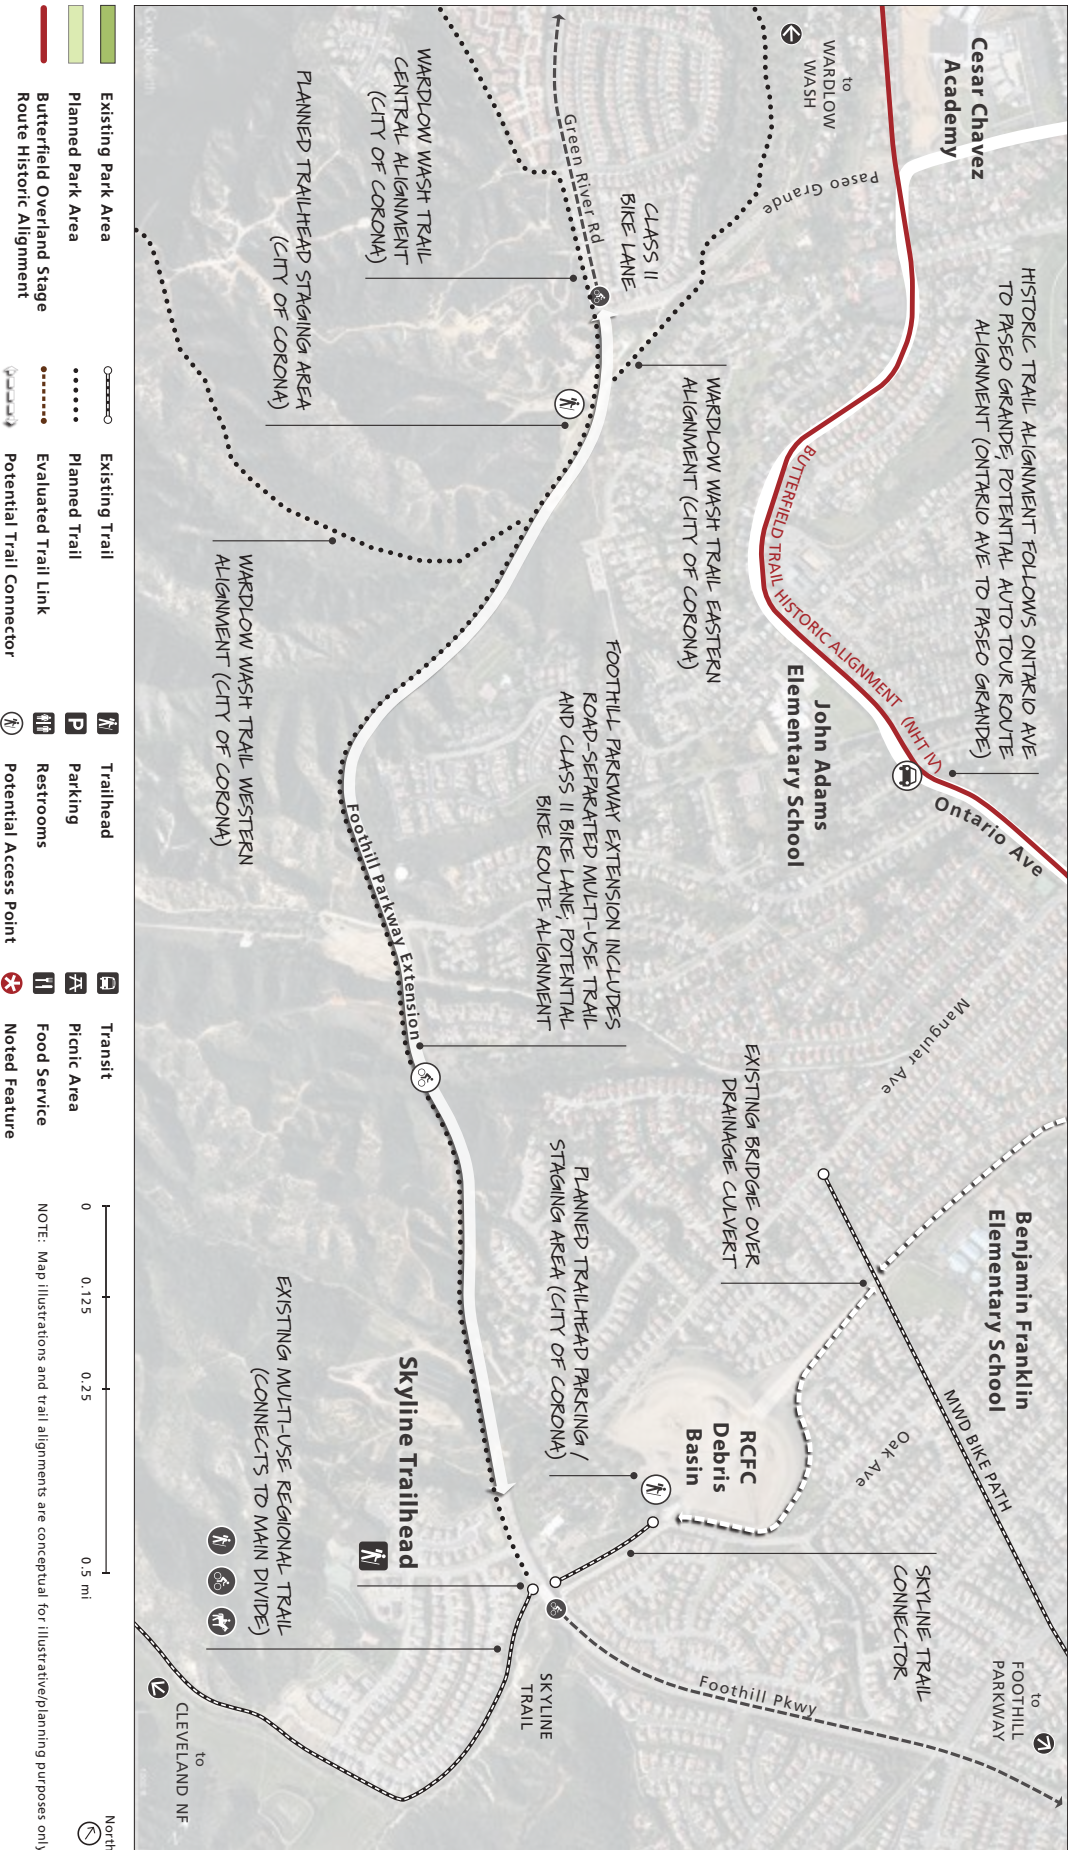 Cesar Chavez
Academy
to
WARDLOW
WASH
Paseo Grande
HISTORIC TRAIL ALIGNMENT FOLLOWS ONTARIO AVE
TO PASEO GRANDE; POTENTIAL AUTO TOUR ROUTE
ALIGNMENT (ONTARIO AVE TO PASEO GRANDE)
BUTTERFIELD TRAIL HISTORIC ALIGNMENT (NHT IV)
Ontario Ave
John Adams
Elementary School
Green River Rd
CLASS II
BIKE LANE
WARDLOW WASH TRAIL
CENTRAL ALIGNMENT
(CITY OF CORONA)
PLANNED TRAILHEAD STAGING AREA
(CITY OF CORONA)
WARDLOW WASH TRAIL EASTERN
ALIGNMENT (CITY OF CORONA)
WARDLOW WASH TRAIL WESTERN
ALIGNMENT (CITY OF CORONA)
FOOTHILL PARKWAY EXTENSION INCLUDES
ROAD-SEPARATED MULTI-USE TRAIL
AND CLASS II BIKE LANE; POTENTIAL
BIKE ROUTE ALIGNMENT
Foothill Parkway Extension
Mangular Ave
EXISTING BRIDGE OVER
DRAINAGE CULVERT
Benjamin Franklin
Elementary School
MWD BIKE PATH
Oak Ave
RCFC
Debris
Basin
PLANNED TRAILHEAD PARKING /
STAGING AREA (CITY OF CORONA)
SKYLINE TRAIL
CONNECTOR
to
FOOTHILL
PARKWAY
Foothill Pkwy
Skyline Trailhead
EXISTING MULTI-USE REGIONAL TRAIL
(CONNECTS TO MAIN DIVIDE)
SKYLINE
TRAIL
to
CLEVELAND NF
Existing Park Area
Planned Park Area
Butterfield Overland Stage
Route Historic Alignment
Existing Trail
Planned Trail
Evaluated Trail Link
Potential Trail Connector
Trailhead
P Parking
Restrooms
Potential Access Point
Transit
Picnic Area
Food Service
Noted Feature
0 0.125 0.25 0.5 mi
NOTE: Map illustrations and trail alignments are conceptual for illustrative/planning purposes only
North